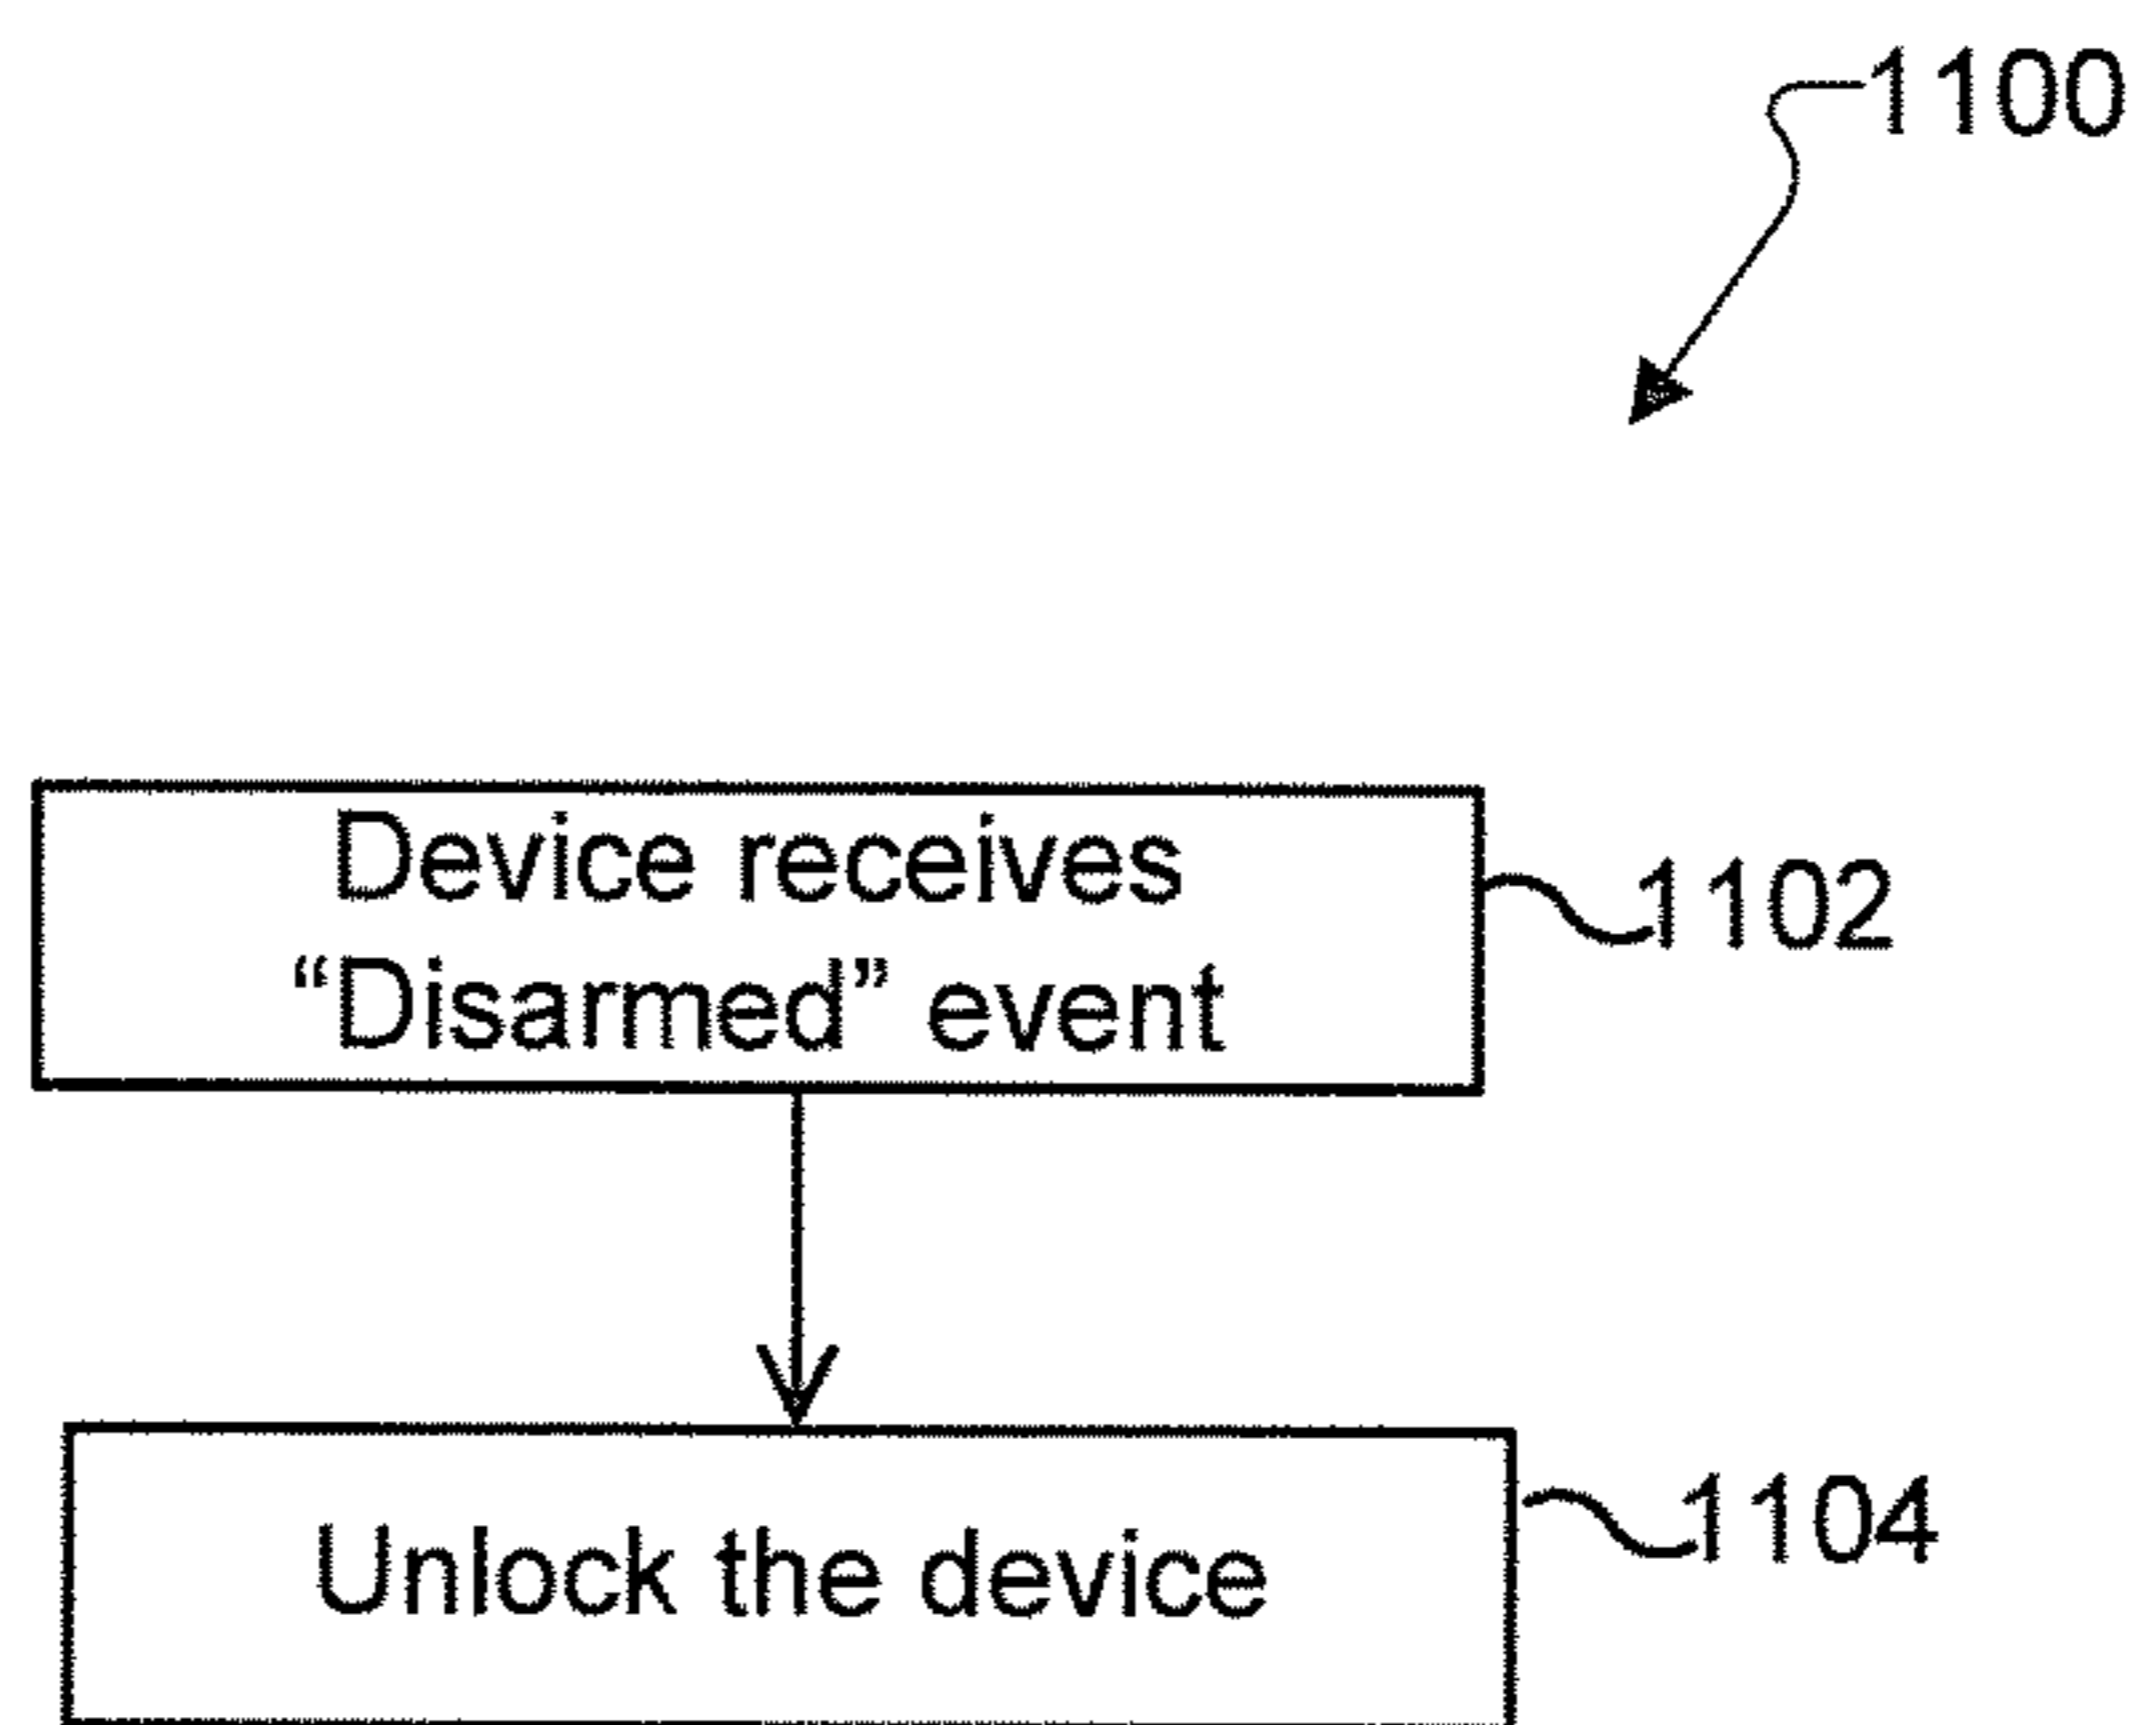 1100
Device receives
“Disarmed” event
1102
Unlock the device
1104